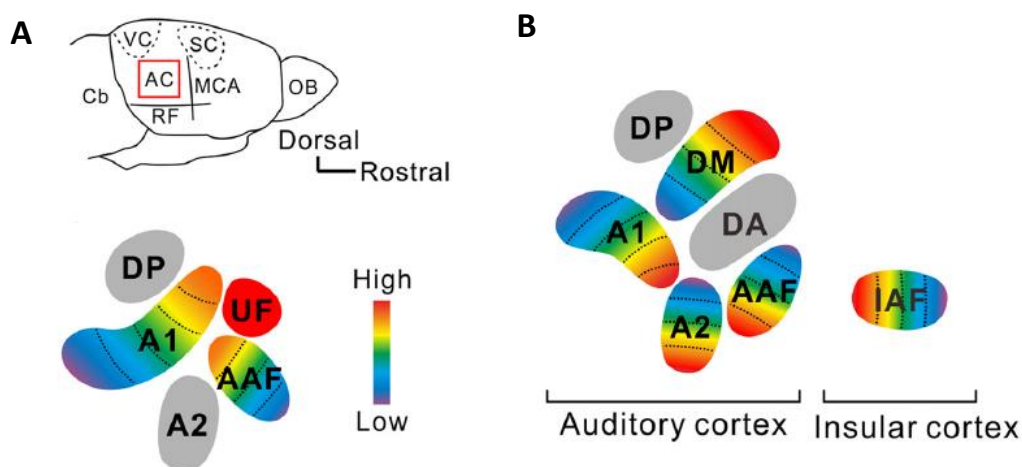 A
VC
SC
AC
MCA
OB
Cb
RF
Dorsal
Rostral
DP
UF
A1
AAF
A2
High
Low
B
DP
DM
DA
A1
AAF
A2
IAF
Auditory cortex
Insular cortex